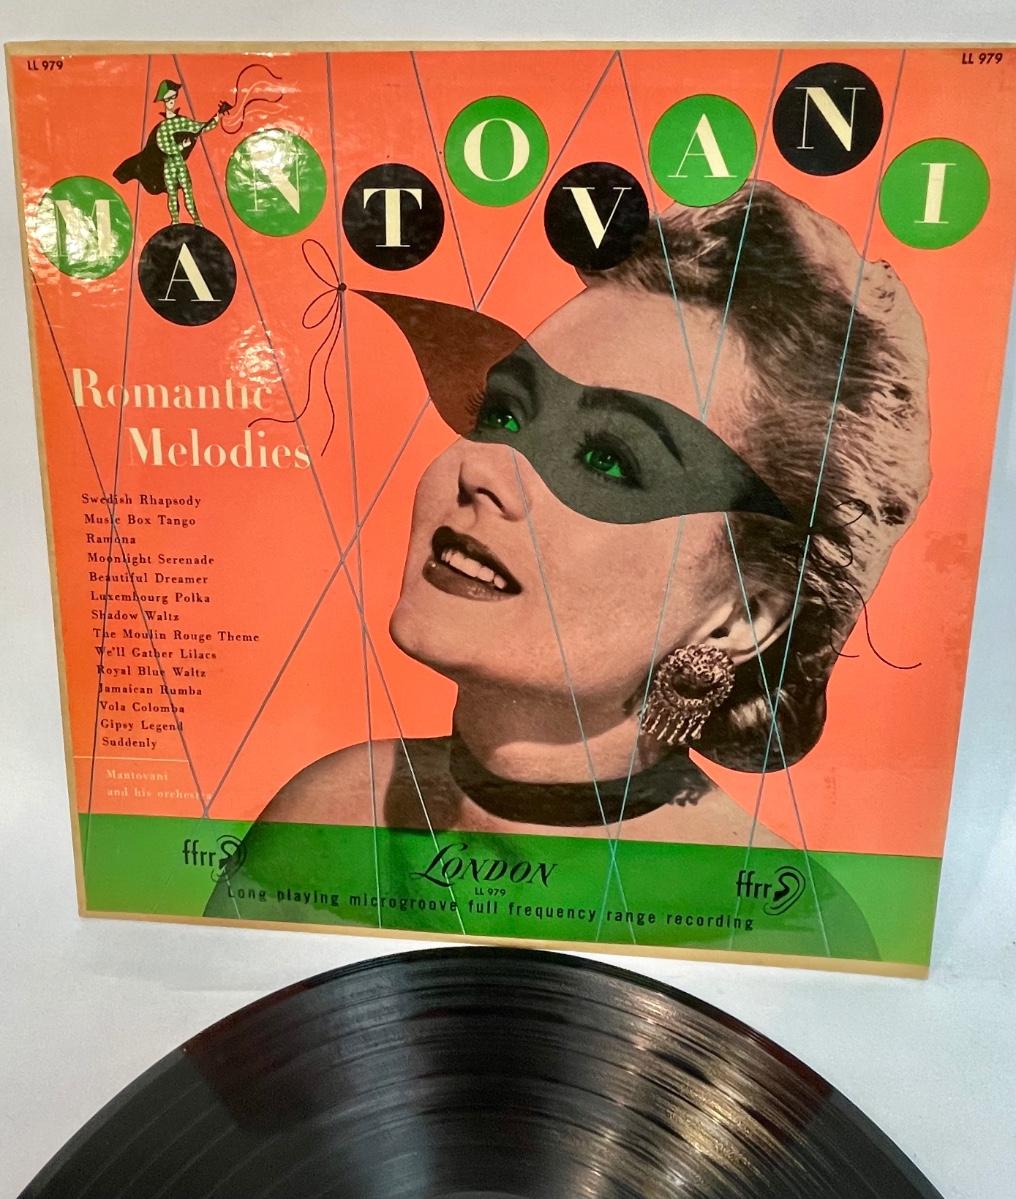 LL 979
LL 979
MANTOVANI
Romantic
Melodies
Swedish Rhapsody
Music Box Tango
Ramona
Moonlight Serenade
Beautiful Dreamer
Luxembourg Polka
Shadow Waltz
The Moulin Rouge Theme
We'll Gather Lilacs
Royal Blue Waltz
Jamaican Rumba
Vola Colomba
Gipsy Legend
Suddenly
Mantovani
and his orchestra
ffrr
LONDON
ffrr
LL 979
Long playing microgroove full frequency range recording